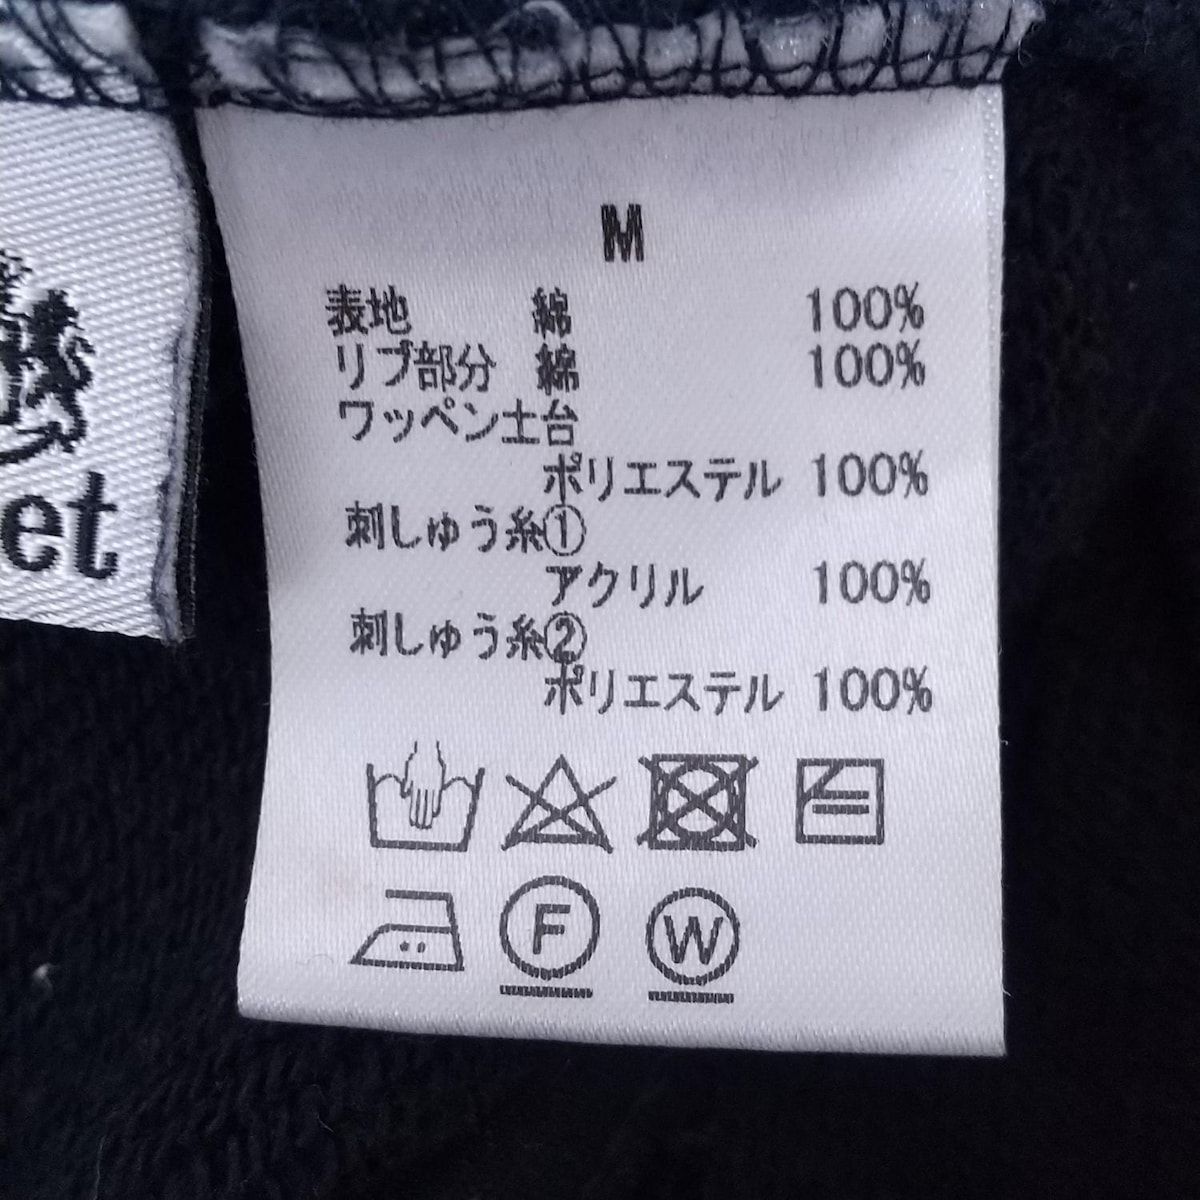 M
表地 綿 100%
リブ部分 綿 100%
ワッペン土台
ポリエステル 100%
刺しゅう糸①
アクリル 100%
刺しゅう糸②
ポリエステル 100%
F
W
et